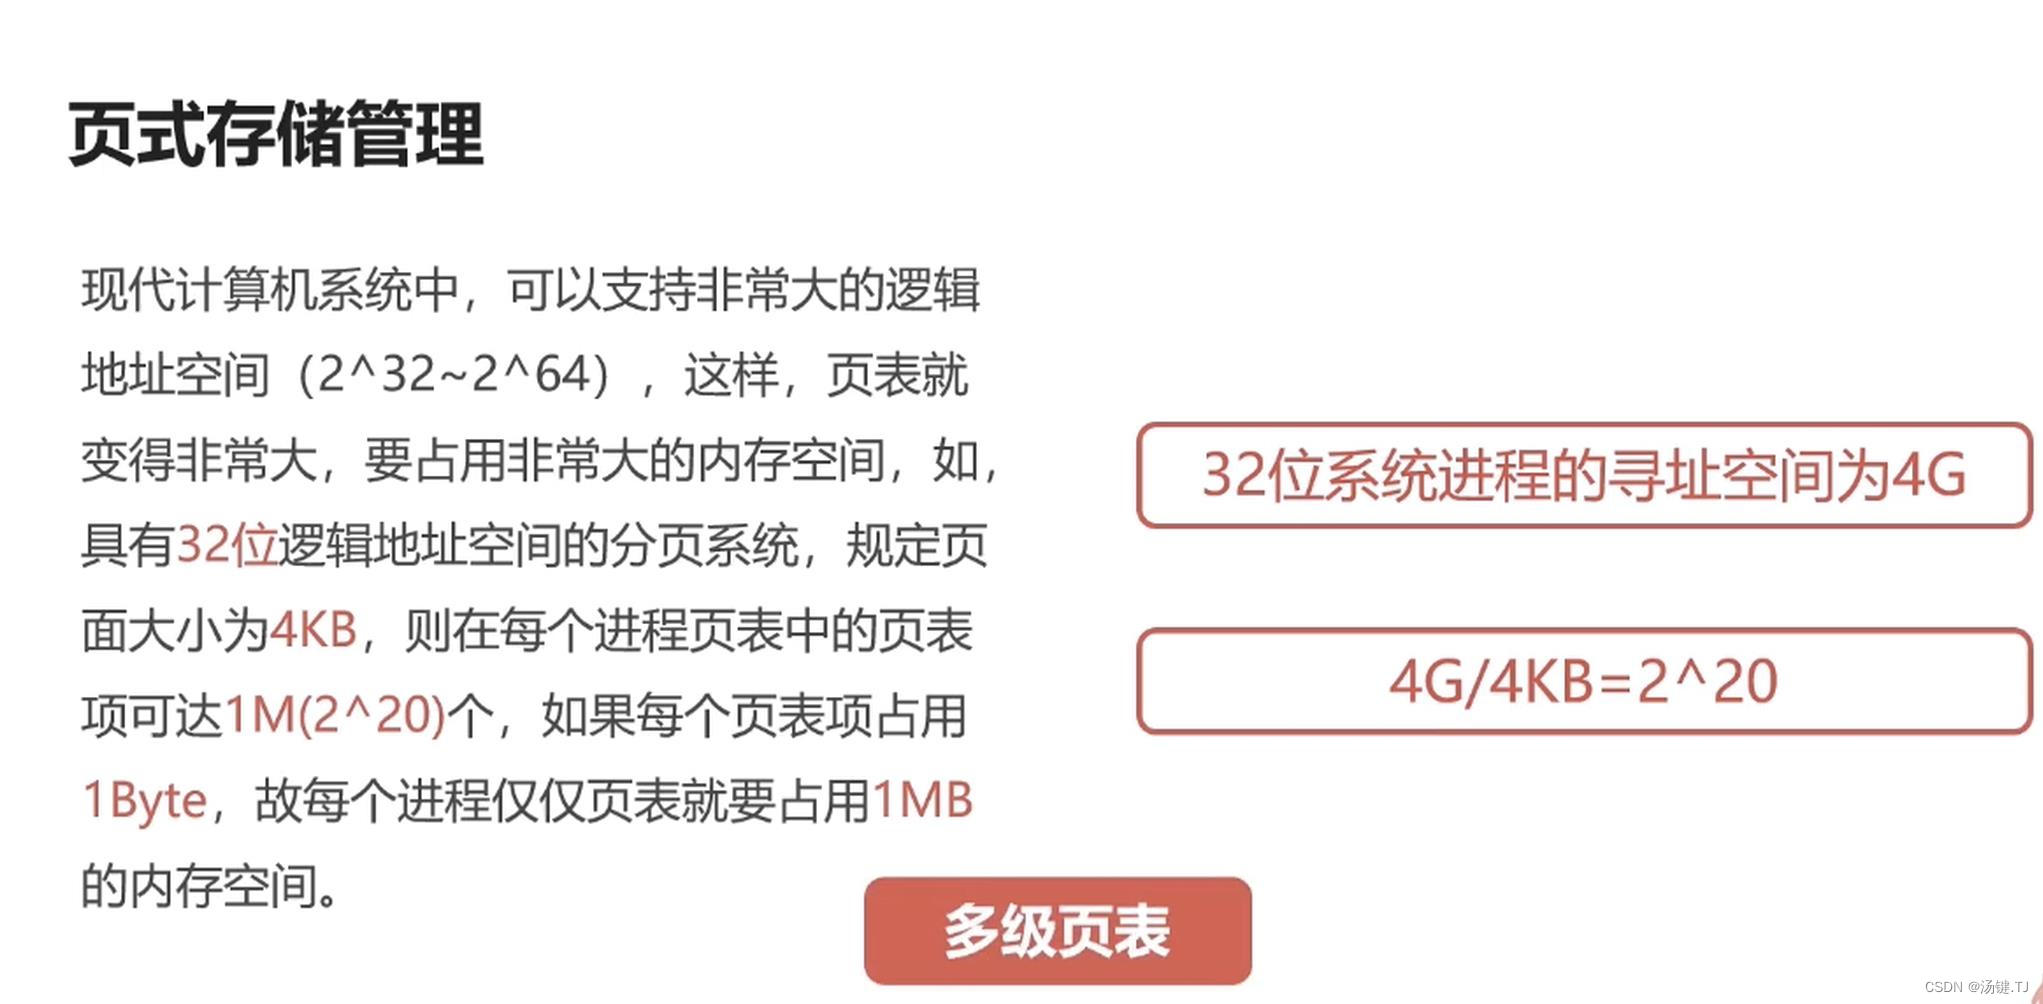 页式存储管理
现代计算机系统中，可以支持非常大的逻辑
地址空间（2^32~2^64），这样，页表就
变得非常大，要占用非常大的内存空间，如，
具有32位逻辑地址空间的分页系统，规定页
面大小为4KB，则在每个进程页表中的页表
项可达1M(2^20)个，如果每个页表项占用
1Byte，故每个进程仅仅页表就要占用1MB
的内存空间。
32位系统进程的寻址空间为4G
4G/4KB=2^20
多级页表
CSDN @汤键.TJ